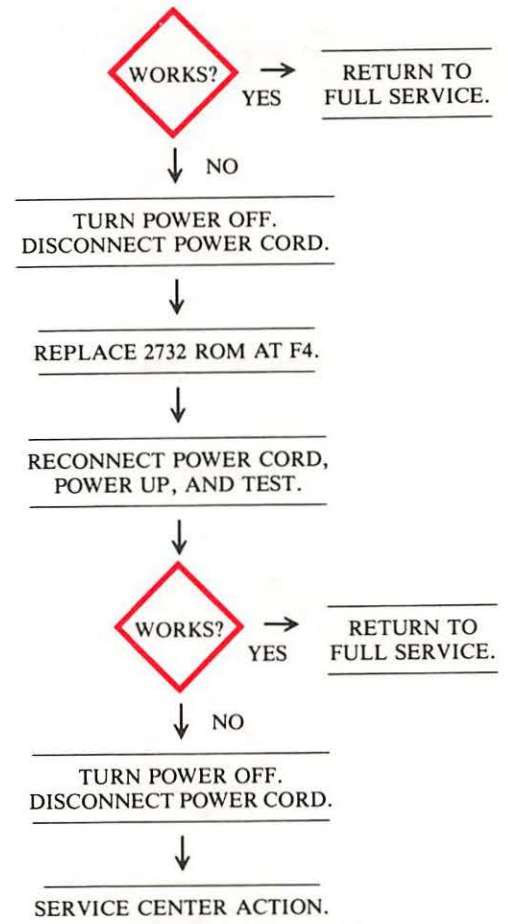 WORKS?
YES
RETURN TO
FULL SERVICE.
NO
TURN POWER OFF.
DISCONNECT POWER CORD.
REPLACE 2732 ROM AT F4.
RECONNECT POWER CORD,
POWER UP, AND TEST.
WORKS?
YES
RETURN TO
FULL SERVICE.
NO
TURN POWER OFF.
DISCONNECT POWER CORD.
SERVICE CENTER ACTION.